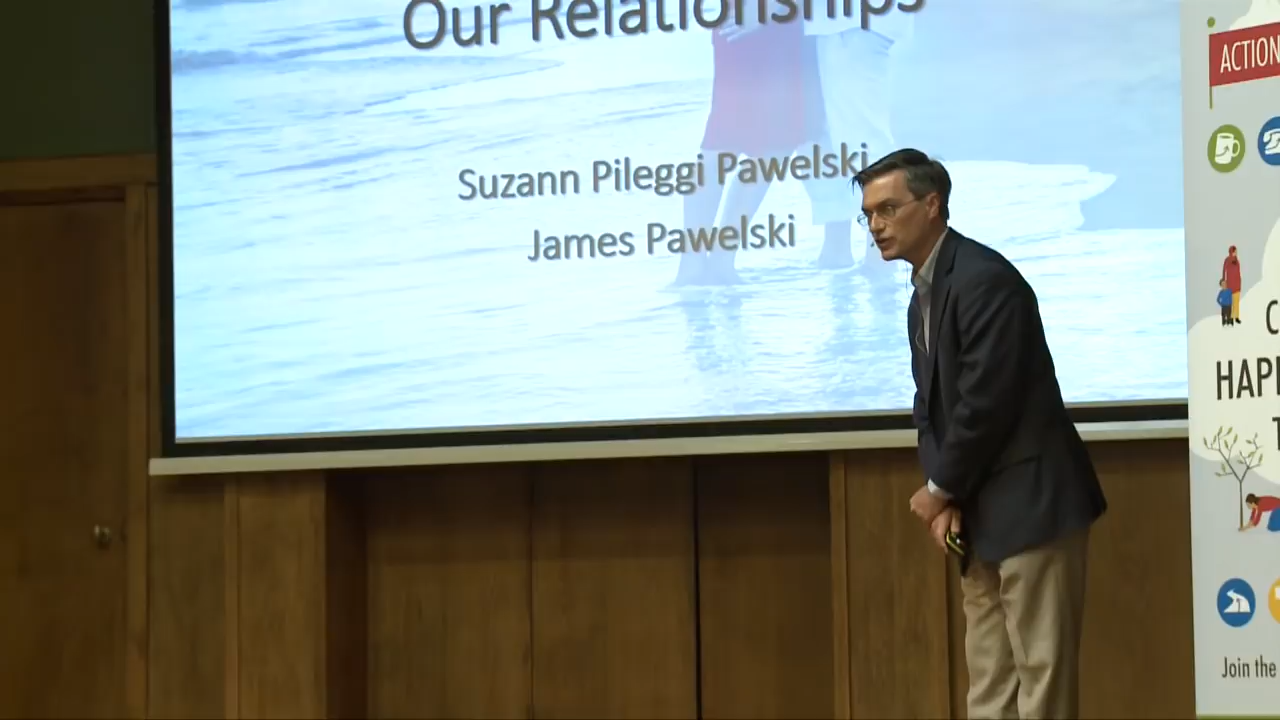 Our Relationships
Suzann Pileggi Pawelski
James Pawelski
ACTION
HAP
Join the